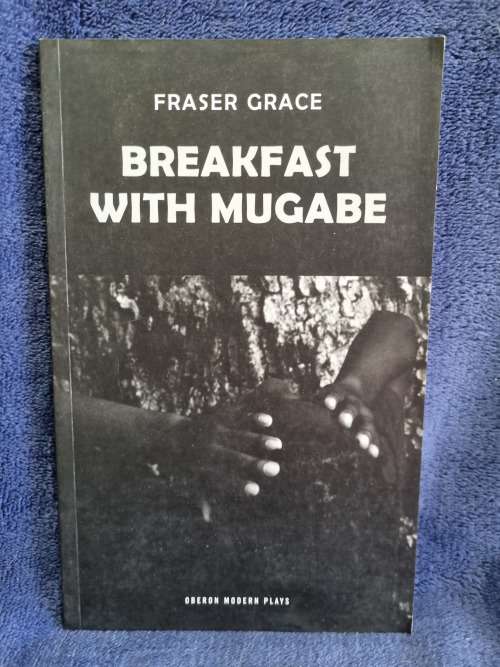 FRASER GRACE
BREAKFAST
WITH MUGABE
OBERON MODERN PLAYS